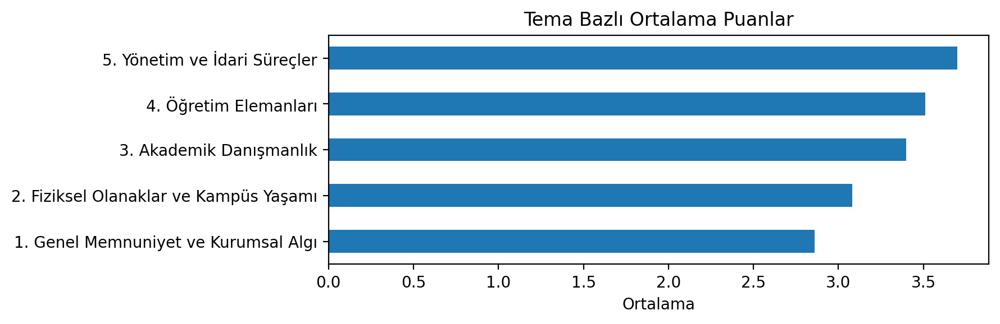 Tema Bazlı Ortalama Puanlar
5. Yönetim ve İdari Süreçler
4. Öğretim Elemanları
3. Akademik Danışmanlık
2. Fiziksel Olanaklar ve Kampüs Yaşamı
1. Genel Memnuniyet ve Kurumsal Algı
0.0 0.5 1.0 1.5 2.0 2.5 3.0 3.5
Ortalama